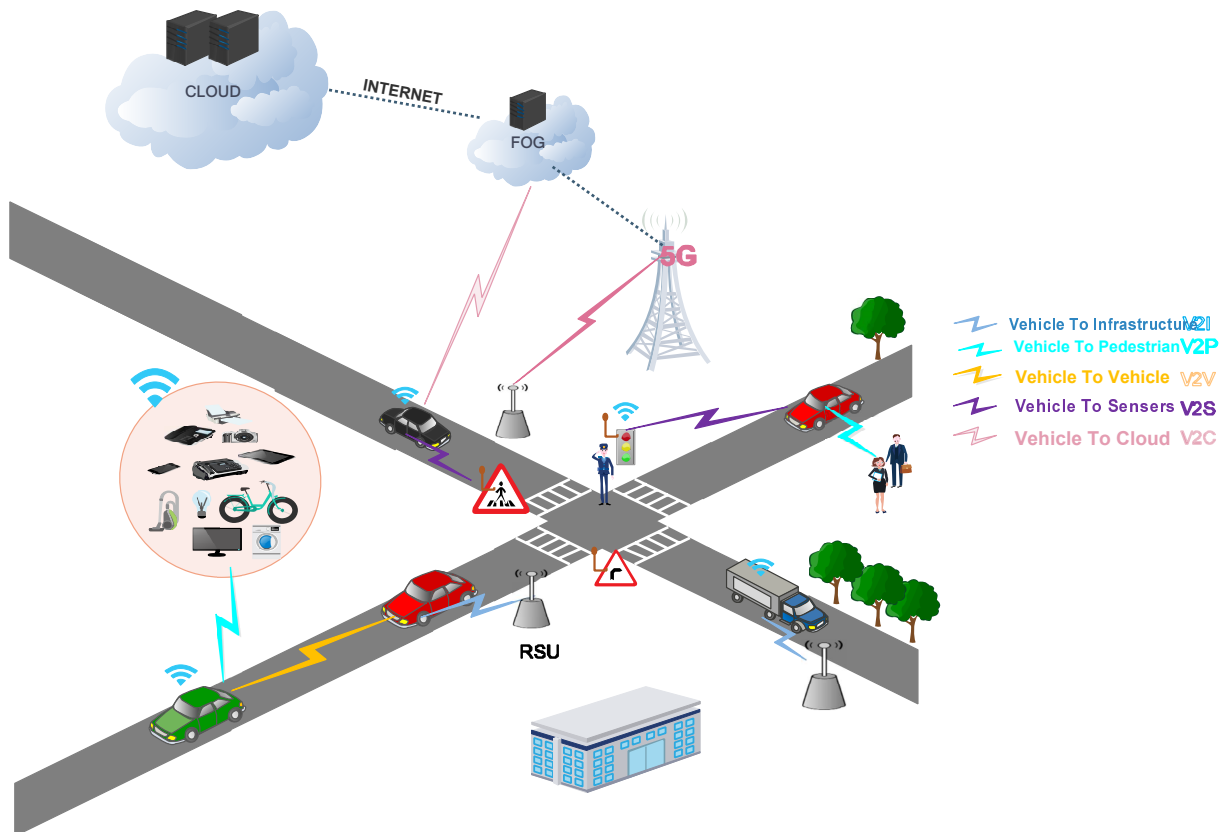 CLOUD
INTERNET
FOG
5G
Vehicle To Infrastructure V2I
Vehicle To Pedestrian V2P
Vehicle To Vehicle V2V
Vehicle To Sensers V2S
Vehicle To Cloud V2C
RSU